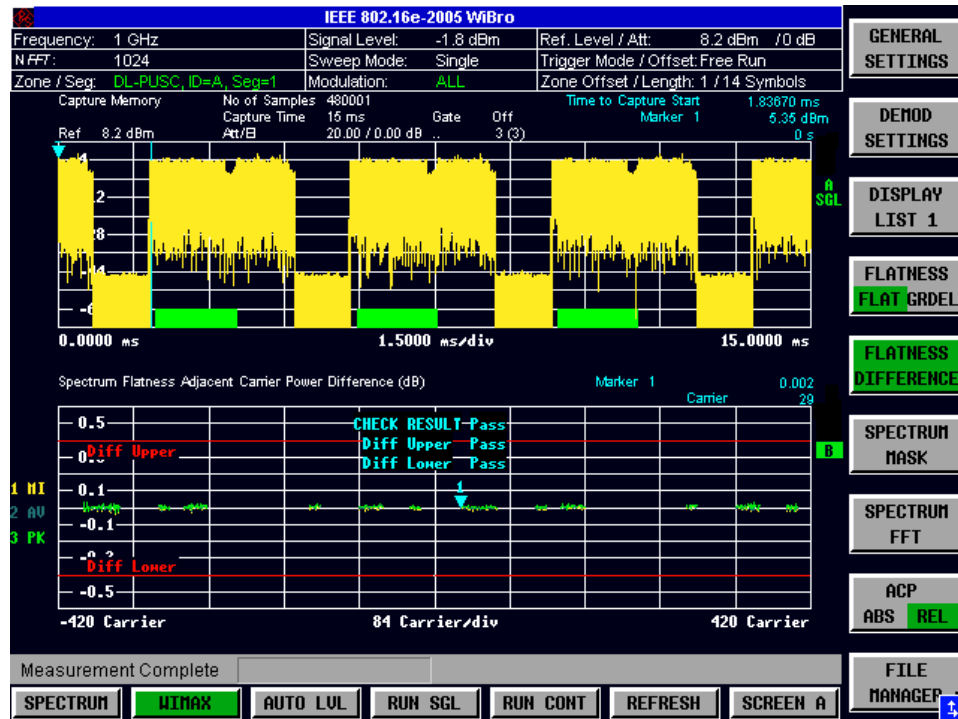 IEEE 802.16e-2005 WiBro
Frequency: 1 GHz Signal Level: -1.8 dBm Ref. Level / Att: 8.2 dBm /0 dB
NFFT: 1024 Sweep Mode: Single Trigger Mode / Offset: Free Run
Zone / Seg: DL-PUSC, ID=A, Seg=1 Modulation: ALL Zone Offset / Length: 1 / 14 Symbols
Capture Memory No of Samples 480001 Time to Capture Start 1.83670 ms
Capture Time 15 ms Gate Off Marker 1 5.35 dBm
Ref 8.2 dBm Att/El 20.00 / 0.00 dB .. 3 (3) 0 s
A
SGL
0.0000 ms 1.5000 ms/div 15.0000 ms
Spectrum Flatness Adjacent Carrier Power Difference (dB) Marker 1 0.002
Carrier 29
0.5
CHECK RESULT Pass
Diff Upper Pass
Diff Lower Pass
Diff Upper
B
1 MI
2 AV
3 PK
0.1
1
-0.1
Diff Lower
-0.5
-420 Carrier 84 Carrier/div 420 Carrier
Measurement Complete
SPECTRUM WIMAX AUTO LVL RUN SGL RUN CONT REFRESH SCREEN A
GENERAL
SETTINGS
DEMOD
SETTINGS
DISPLAY
LIST 1
FLATNESS
FLAT GRDEL
FLATNESS
DIFFERENCE
SPECTRUM
MASK
SPECTRUM
FFT
ACP
ABS REL
FILE
MANAGER